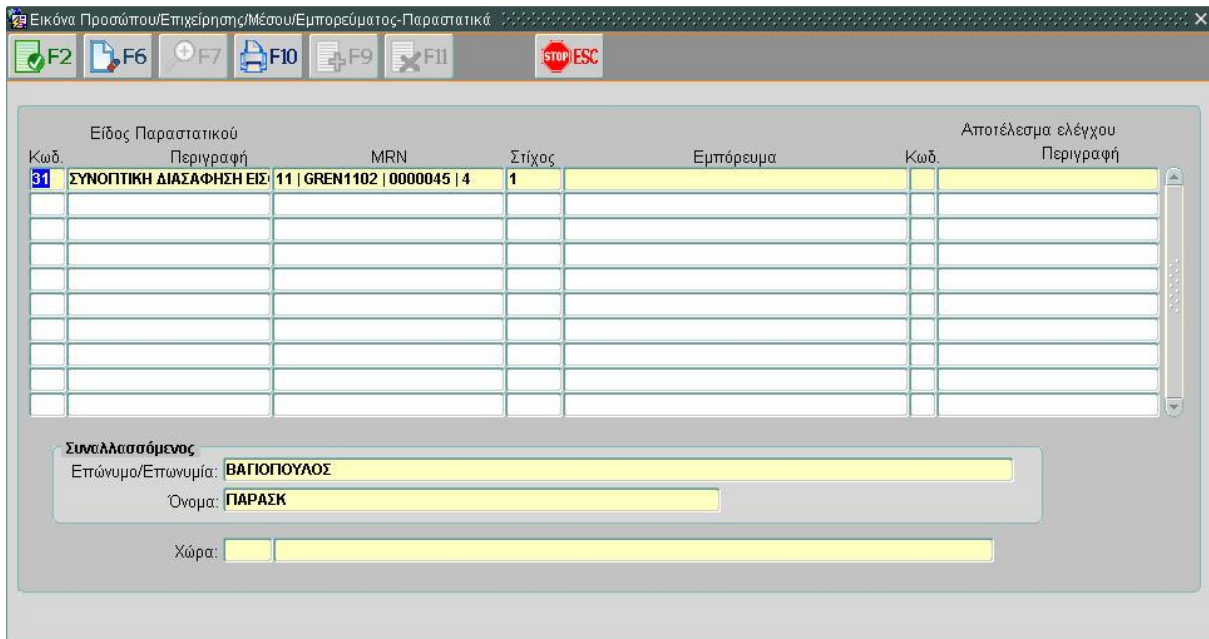 Εικόνα Προσώπου/Επιχείρησης/Μέσου/Εμπορεύματος-Παραστατικά
F2 F6 F7 F10 F9 F11 STOP ESC
Είδος Παραστατικού Αποτέλεσμα ελέγχου
Κωδ. Περιγραφή MRN Στίχος Εμπόρευμα Κωδ. Περιγραφή
31 ΣΥΝΟΠΤΙΚΗ ΔΙΑΣΑΦΗΣΗ ΕΙΣ 11 | GREN1102 | 0000045 | 4 1
Συναλλασσόμενος
Επώνυμο/Επωνυμία: ΒΑΓΙΟΠΟΥΛΟΣ
Όνομα: ΠΑΡΑΣΚ
Χώρα: